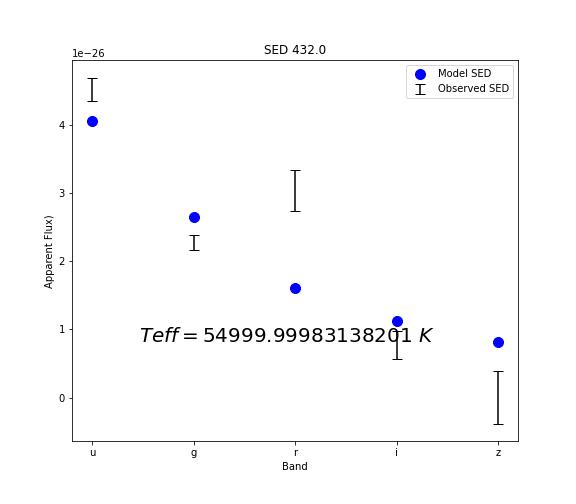 SED 432.0
1e−26
Model SED
Observed SED
4
3
2
1
0
Apparent Flux)
Teff = 54999.99983138201 K
u g r i z
Band